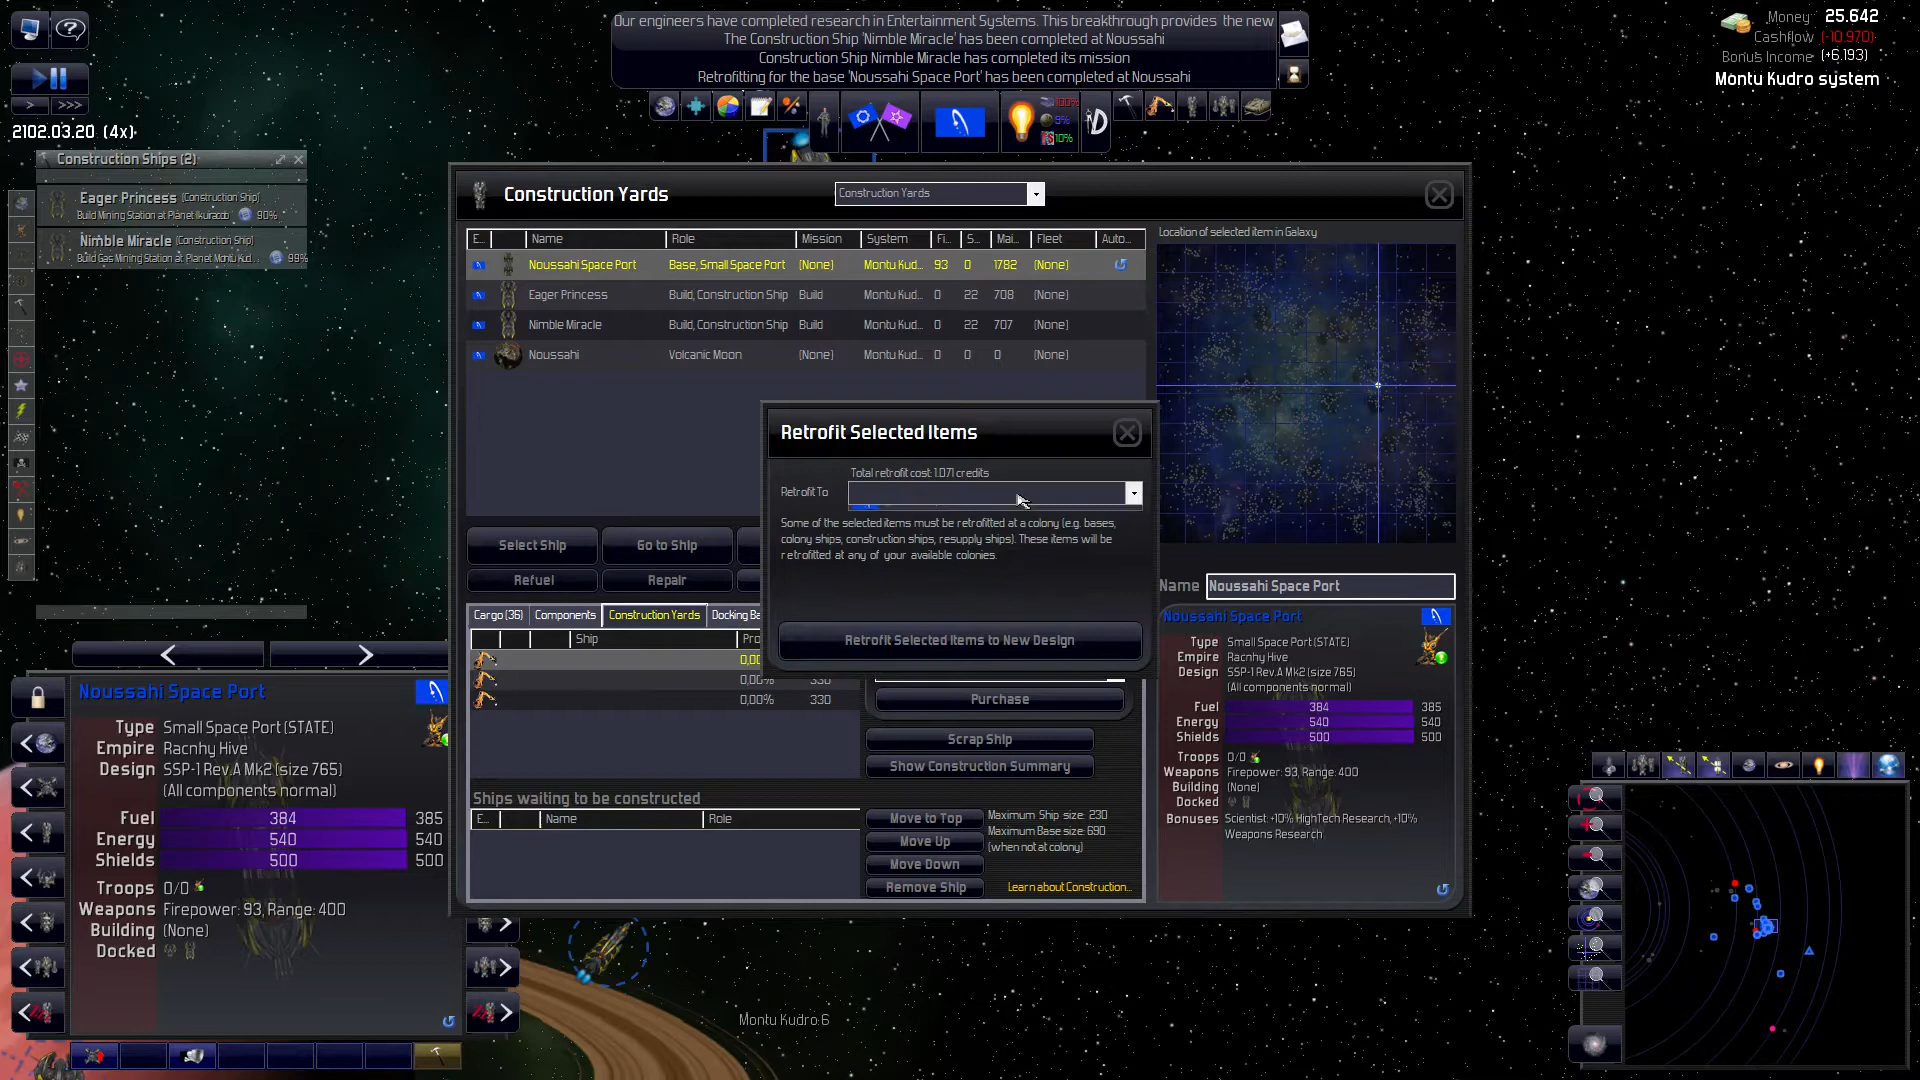 Our engineers have completed research in Entertainment Systems. This breakthrough provides the new
The Construction Ship 'Nimble Miracle' has been completed at Noussahi
Construction Ship Nimble Miracle has completed its mission
Retrofitting for the base 'Noussahi Space Port' has been completed at Noussahi
Money 25.642
Cashflow (-10.970)
Bonus Income (+6.193)
Montu Kudro system
> >>>
2102.03.20 (4x)
100%
9%
10%
Construction Ships (2)
Eager Princess (Construction Ship)
Build Mining Station at Planet Ikuracob 90%
Nimble Miracle (Construction Ship)
Build Gas Mining Station at Planet Montu Kud... 99%
Construction Yards
Construction Yards
E... Name Role Mission System Fi... S... Mai... Fleet Auto...
Noussahi Space Port Base, Small Space Port (None) Montu Kud... 93 0 1782 (None)
Eager Princess Build, Construction Ship Build Montu Kud... 0 22 708 (None)
Nimble Miracle Build, Construction Ship Build Montu Kud... 0 22 707 (None)
Noussahi Volcanic Moon (None) Montu Kud... 0 0 0 (None)
Location of selected item in Galaxy
Retrofit Selected Items
Total retrofit cost: 1.071 credits
Retrofit To
Some of the selected items must be retrofitted at a colony (e.g. bases,
colony ships, construction ships, resupply ships). These items will be
retrofitted at any of your available colonies.
Retrofit Selected Items to New Design
Select Ship Go to Ship
Refuel Repair
Cargo (36) Components Construction Yards Docking Ba
Ship Pro
0,00
0,00% 330
0,00% 330
Purchase
Scrap Ship
Show Construction Summary
Ships waiting to be constructed
E... Name Role
Move to Top
Move Up
Move Down
Remove Ship
Maximum Ship size: 230
Maximum Base size: 690
(when not at colony)
Learn about Construction...
Name Noussahi Space Port
Noussahi Space Port
Type Small Space Port (STATE)
Empire Racnhy Hive
Design SSP-1 Rev.A Mk2 (size 765)
(All components normal)
Fuel 384 385
Energy 540 540
Shields 500 500
Troops 0/0
Weapons Firepower: 93, Range: 400
Building (None)
Docked
Bonuses Scientist: +10% HighTech Research, +10%
Weapons Research
Noussahi Space Port
Type Small Space Port (STATE)
Empire Racnhy Hive
Design SSP-1 Rev.A Mk2 (size 765)
(All components normal)
Fuel 384 385
Energy 540 540
Shields 500 500
Troops 0/0
Weapons Firepower: 93, Range: 400
Building (None)
Docked
Montu Kudro 6